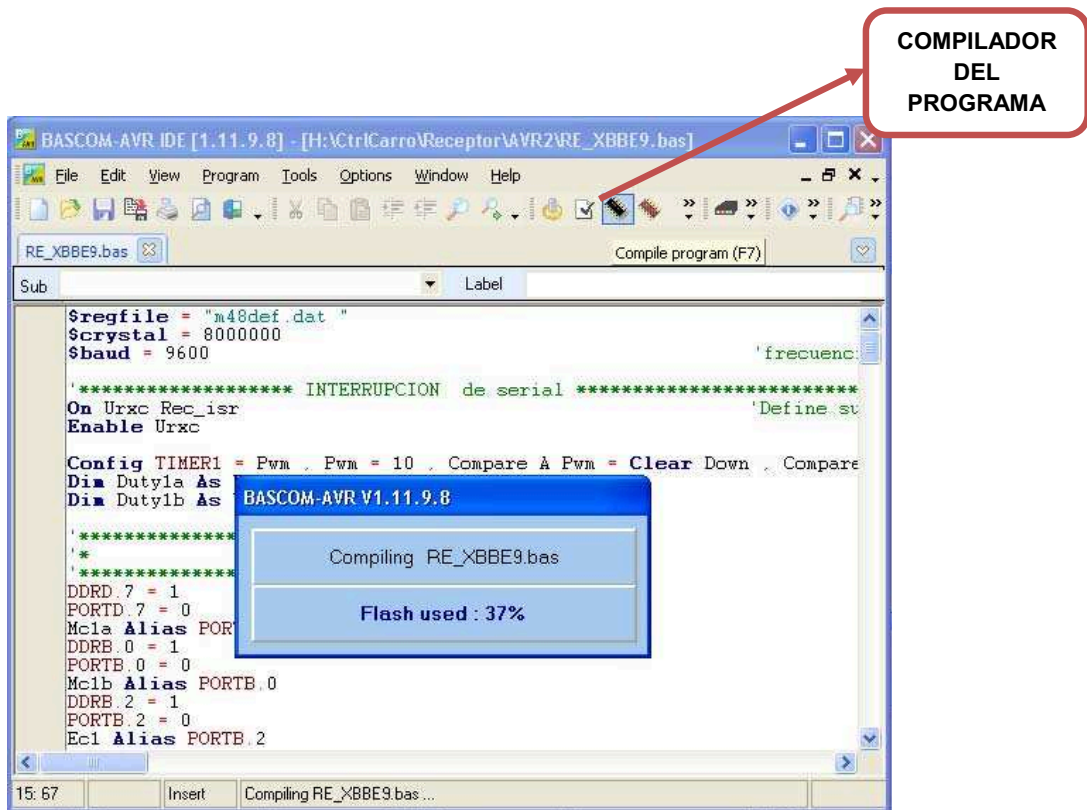 COMPILADOR
DEL
PROGRAMA
BASCOM-AVR IDE [1.11.9.8] - [H:\CtrlCarro\Receptor\AVR2\RE_XBBE9.bas]
File Edit View Program Tools Options Window Help
RE_XBBE9.bas
Compile program (F7)
Sub
Label
$regfile = "m48def.dat "
$crystal = 8000000
$baud = 9600 'frecuenc
'******************* INTERRUPCION de serial *************************
On Urxc Rec_isr 'Define su
Enable Urxc
Config TIMER1 = Pwm , Pwm = 10 , Compare A Pwm = Clear Down , Compare
Dim Duty1a As
Dim Duty1b As
'**************
'*
'**************
DDRD.7 = 1
PORTD.7 = 0
Mc1a Alias POR
DDRB.0 = 1
PORTB.0 = 0
Mc1b Alias PORTB.0
DDRB.2 = 1
PORTB.2 = 0
Ec1 Alias PORTB.2
BASCOM-AVR V1.11.9.8
Compiling RE_XBBE9.bas
Flash used : 37%
15: 67 Insert Compiling RE_XBBE9.bas ...